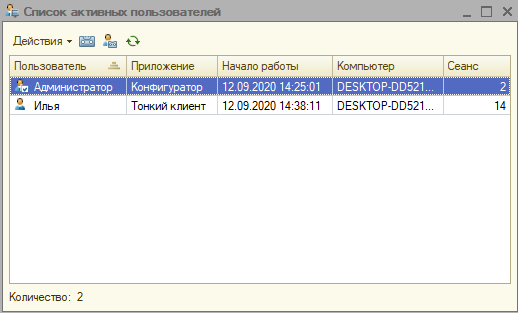 Список активных пользователей
Действия
Пользователь Приложение Начало работы Компьютер Сеанс
Администратор Конфигуратор 12.09.2020 14:25:01 DESKTOP-DD521... 2
Илья Тонкий клиент 12.09.2020 14:38:11 DESKTOP-DD521... 14
Количество: 2